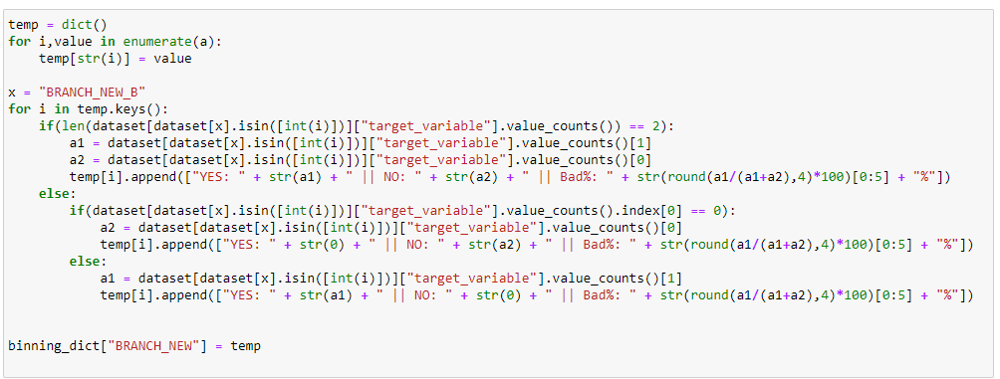 temp = dict()
for i,value in enumerate(a):
    temp[str(i)] = value

x = "BRANCH_NEW_B"
for i in temp.keys():
    if(len(dataset[dataset[x].isin([int(i)])]["target_variable"].value_counts()) == 2):
        a1 = dataset[dataset[x].isin([int(i)])]["target_variable"].value_counts()[1]
        a2 = dataset[dataset[x].isin([int(i)])]["target_variable"].value_counts()[0]
        temp[i].append(["YES: " + str(a1) + " || NO: " + str(a2) + " || Bad%: " + str(round(a1/(a1+a2),4)*100)[0:5] + "%"])
    else:
        if(dataset[dataset[x].isin([int(i)])]["target_variable"].value_counts().index[0] == 0):
            a2 = dataset[dataset[x].isin([int(i)])]["target_variable"].value_counts()[0]
            temp[i].append(["YES: " + str(0) + " || NO: " + str(a2) + " || Bad%: " + str(round(a1/(a1+a2),4)*100)[0:5] + "%"])
        else:
            a1 = dataset[dataset[x].isin([int(i)])]["target_variable"].value_counts()[1]
            temp[i].append(["YES: " + str(a1) + " || NO: " + str(0) + " || Bad%: " + str(round(a1/(a1+a2),4)*100)[0:5] + "%"])

binning_dict["BRANCH_NEW"] = temp